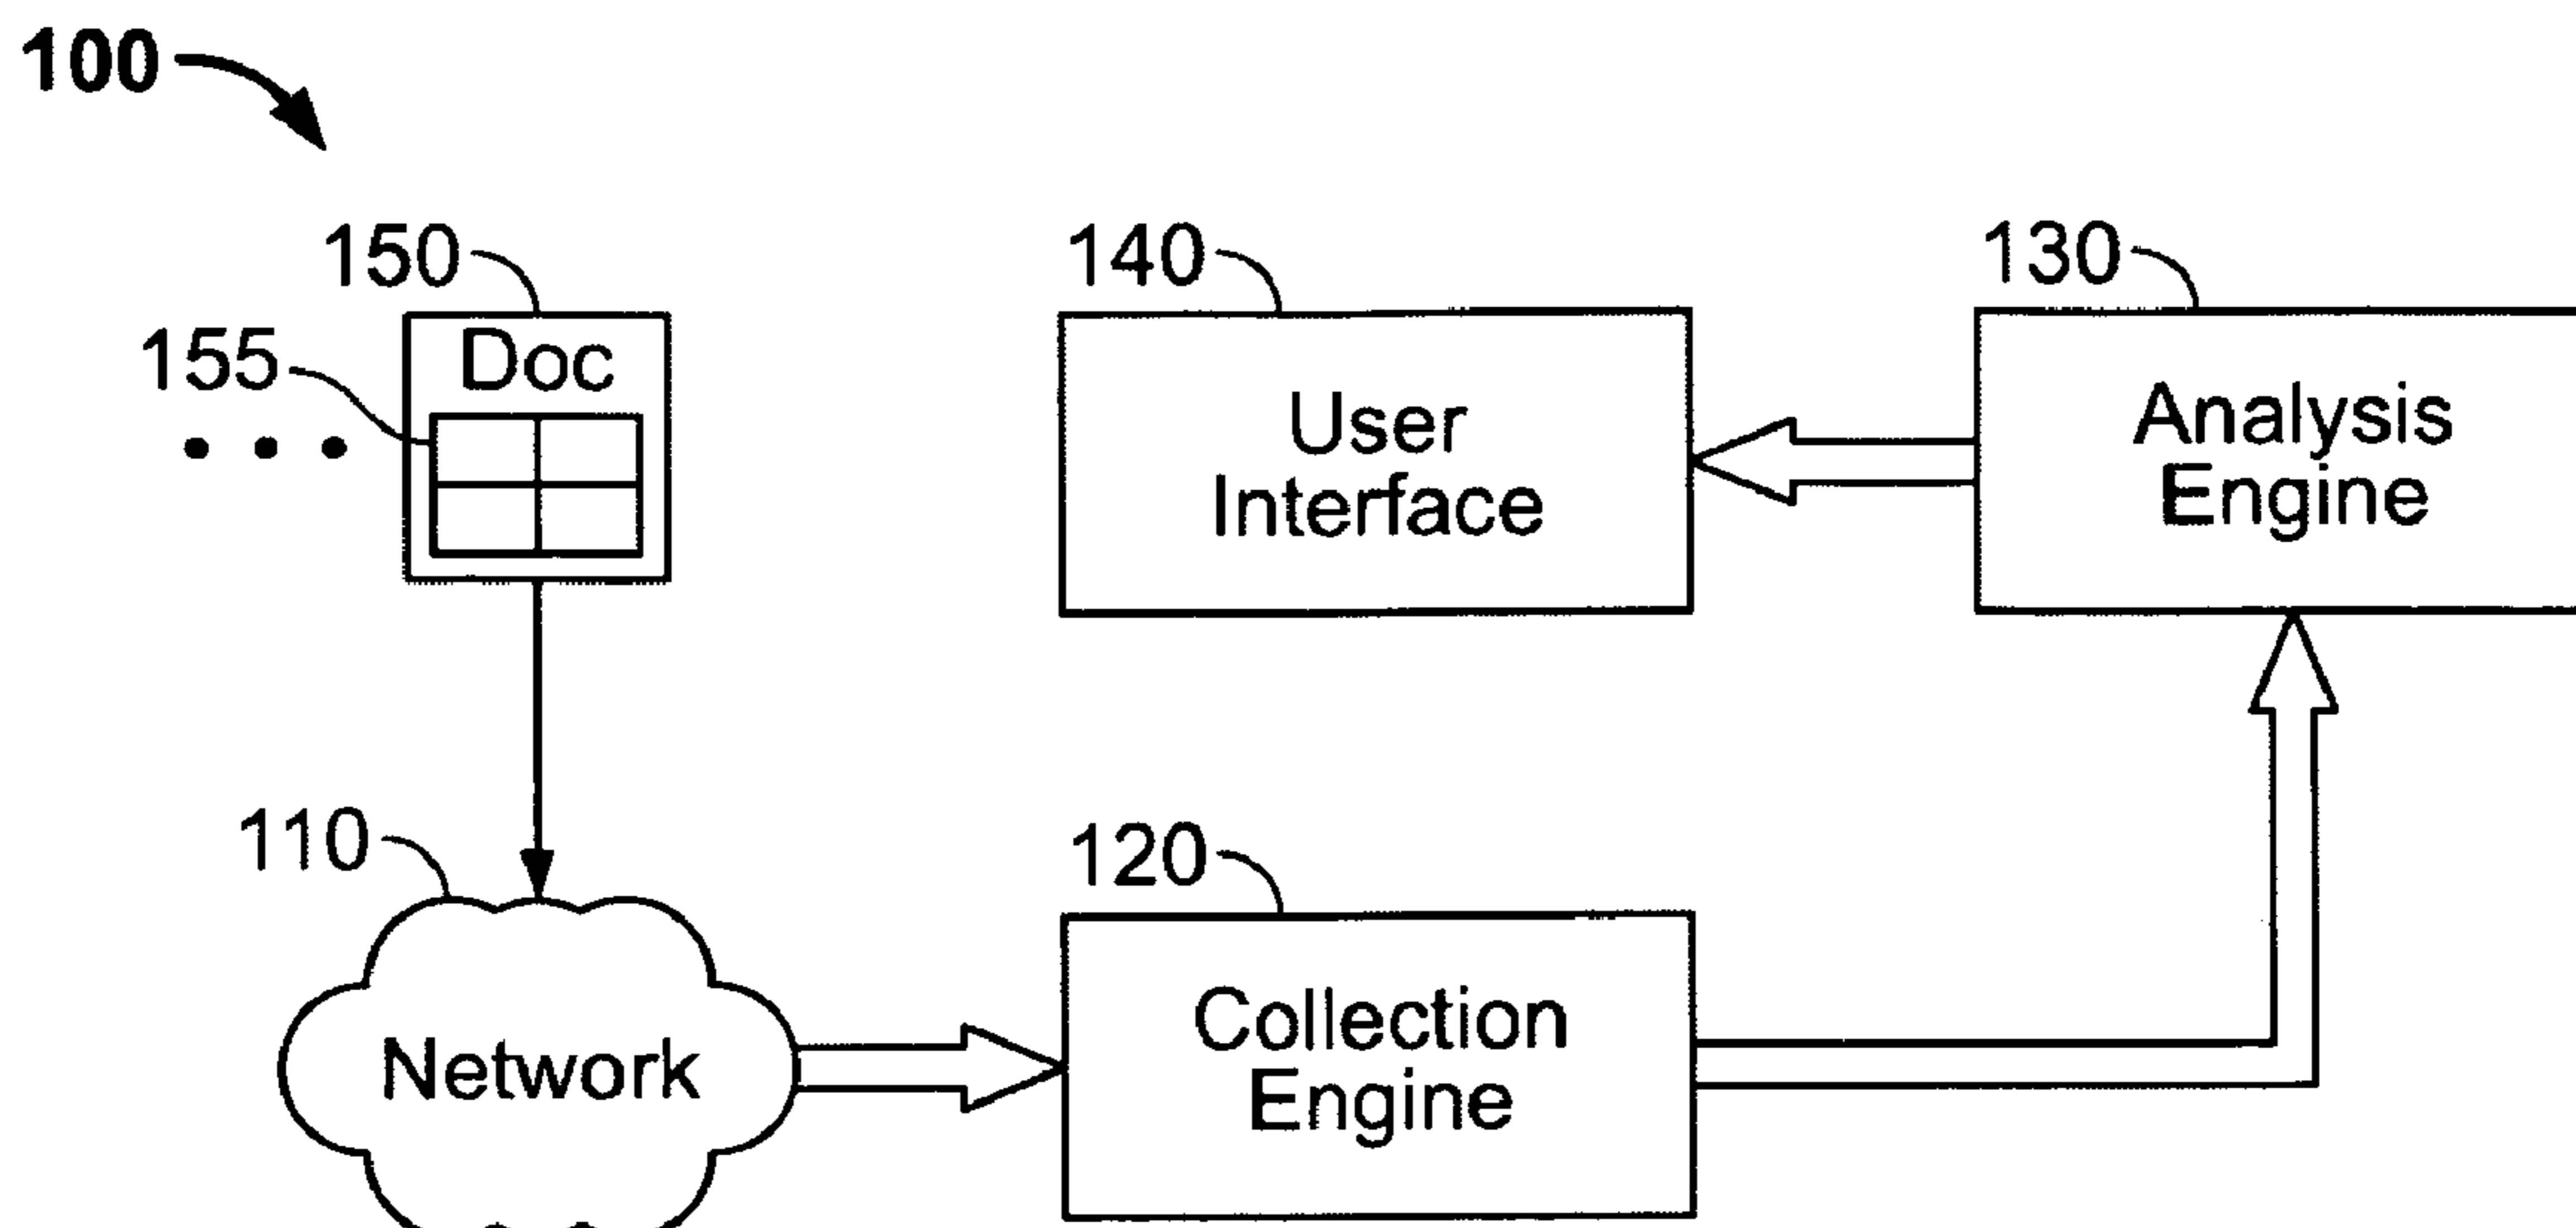 100
150
140
130
155
Doc
User
Interface
Analysis
Engine
110
120
Network
Collection
Engine